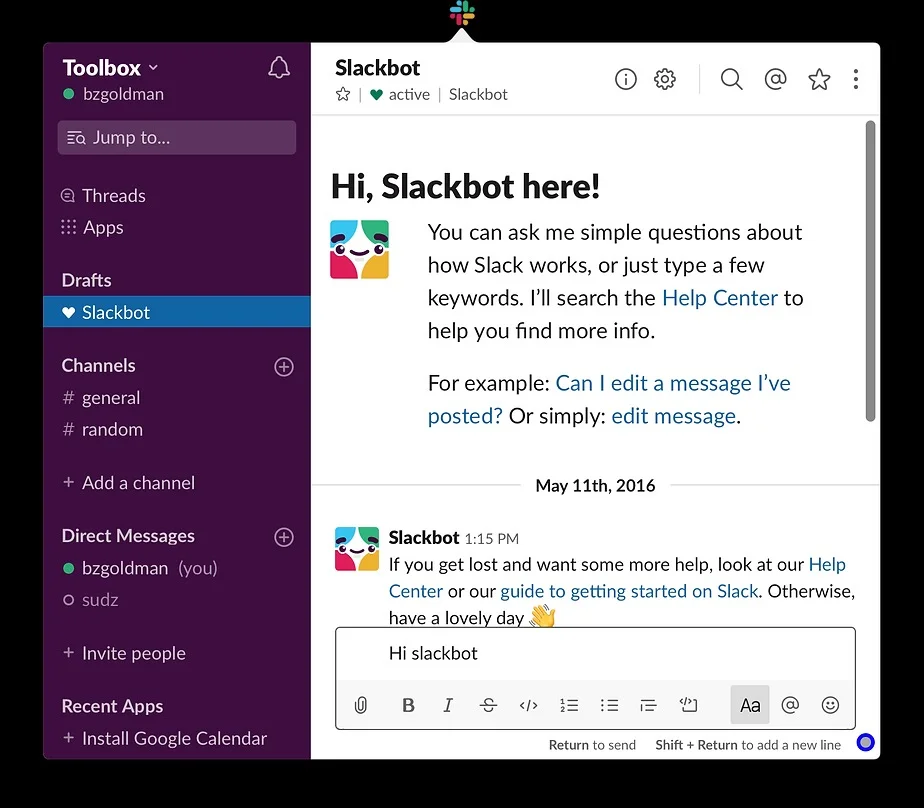 Toolbox
bzgoldman
Jump to...
Threads
Apps
Drafts
Slackbot
Channels
# general
# random
+ Add a channel
Direct Messages
bzgoldman (you)
sudz
+ Invite people
Recent Apps
+ Install Google Calendar
Slackbot
| active | Slackbot
Hi, Slackbot here!
You can ask me simple questions about
how Slack works, or just type a few
keywords. I’ll search the Help Center to
help you find more info.
For example: Can I edit a message I’ve
posted? Or simply: edit message.
May 11th, 2016
Slackbot 1:15 PM
If you get lost and want some more help, look at our Help
Center or our guide to getting started on Slack. Otherwise,
have a lovely day 👋
Hi slackbot
B I S </> Aa @
Return to send Shift + Return to add a new line